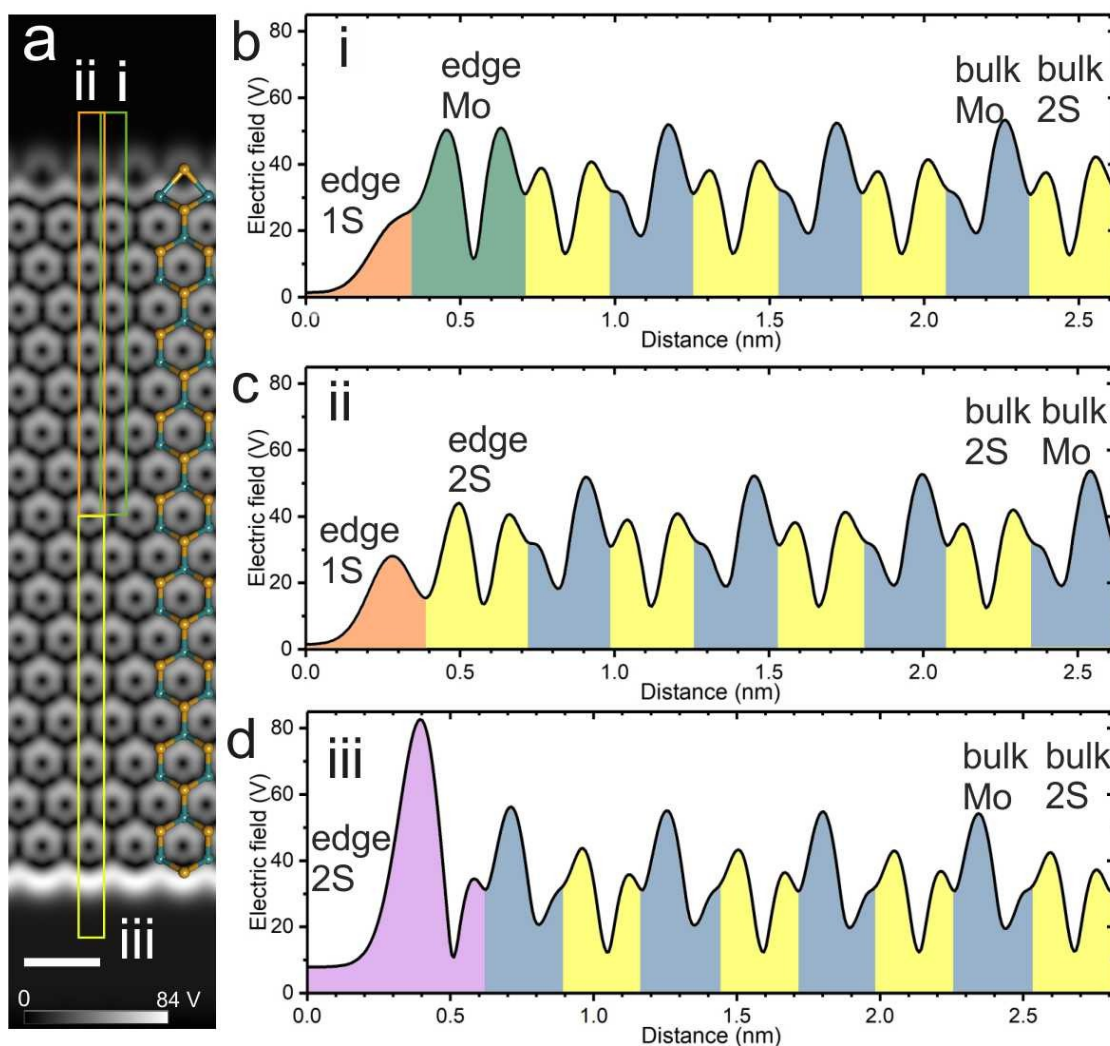 a
ii i
iii
0 84 V
b
i
Electric field (V)
80
60
40
20
0
edge
1S
edge
Mo
bulk
Mo
bulk
2S
0.0 0.5 1.0 1.5 2.0 2.5
Distance (nm)
c
ii
Electric field (V)
80
60
40
20
0
edge
1S
edge
2S
bulk
2S
bulk
Mo
0.0 0.5 1.0 1.5 2.0 2.5
Distance (nm)
d
iii
Electric field (V)
80
60
40
20
0
edge
2S
bulk
Mo
bulk
2S
0.0 0.5 1.0 1.5 2.0 2.5
Distance (nm)